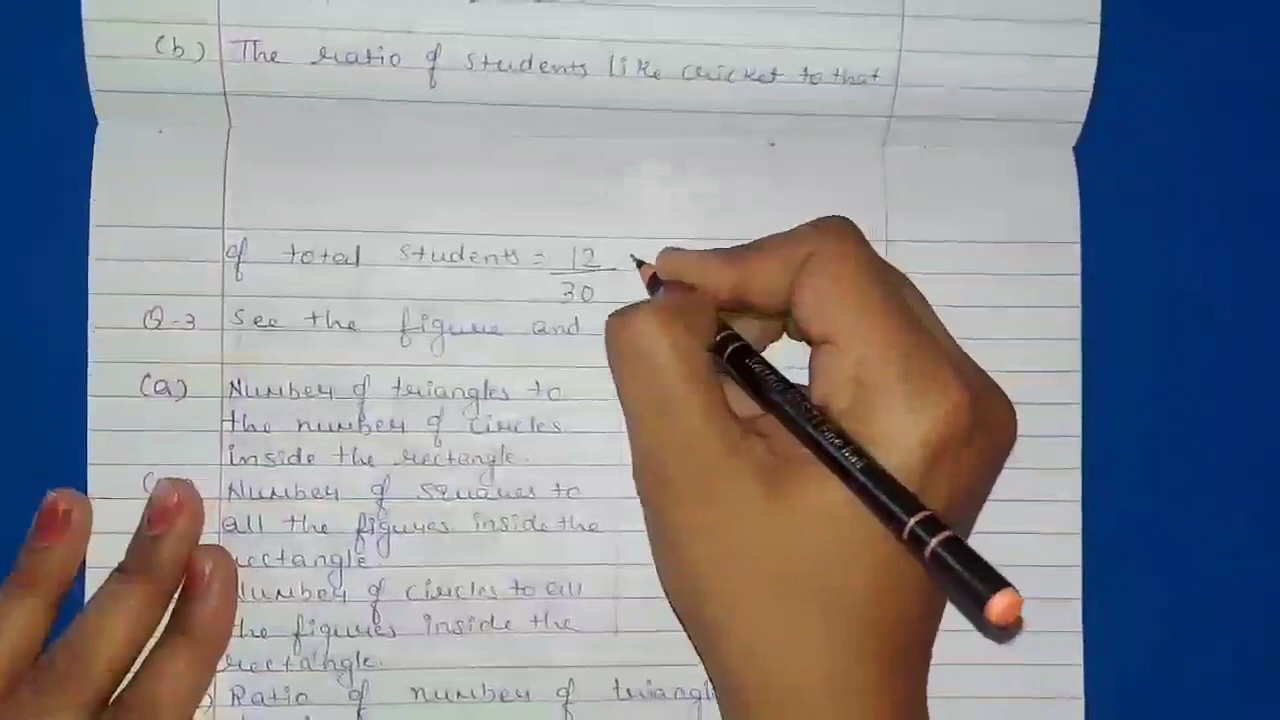 (b) The ratio of students like cricket to that
of total students = 12/30
Q-3 See the figure and
(a) Number of triangles to
the number of circles
inside the rectangle.
Number of squares to
all the figures inside the
rectangle.
Number of circles to all
the figures inside the
rectangle.
Ratio of number of